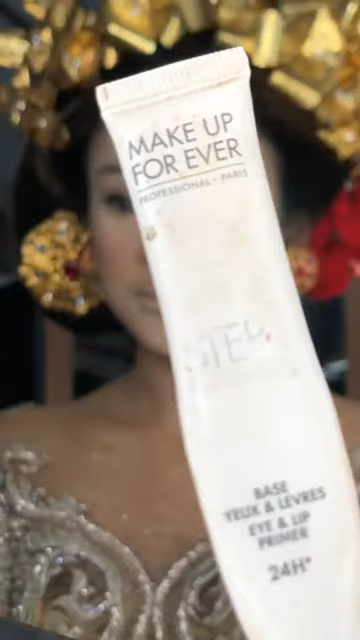 MAKE UP
FOR EVER
PROFESSIONAL - PARIS
STEP
BASE
YEUX & LEVRES
EYE & LIP
PRIMER
24H*